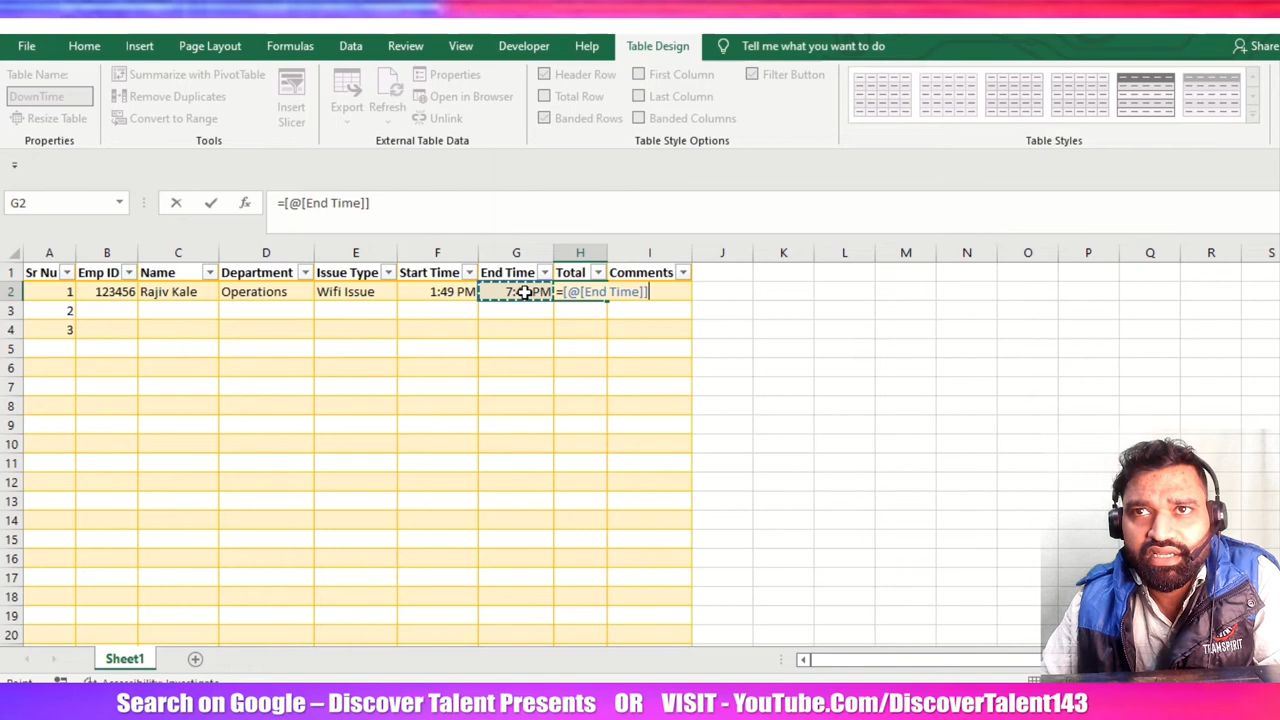 File Home Insert Page Layout Formulas Data Review View Developer Help Table Design Tell me what you want to do Share
Table Name:
DownTime
Resize Table
Properties
Summarize with PivotTable
Remove Duplicates
Convert to range
Insert
Slicer
Tools
Export
Refresh
Properties
Open in Browser
Unlink
External Table Data
Header Row First Column Filter Button
Total Row Last Column
Banded Rows Banded Columns
Table Style Options
Table Styles
G2 fx =[@[End Time]]
A B C D E F G H I J K L M N O P Q R S
1 Sr Nu Emp ID Name Department Issue Type Start Time End Time Total Comments
2 1 123456 Rajiv Kale Operations Wifi Issue 1:49 PM PM =[@[End Time]]
3 2
4 3
5
6
7
8
9
10
11
12
13
14
15
16
17
18
19
20
TEAMSPIRIT
Sheet1
Search on Google – Discover Talent Presents OR VISIT - YouTube.Com/DiscoverTalent143